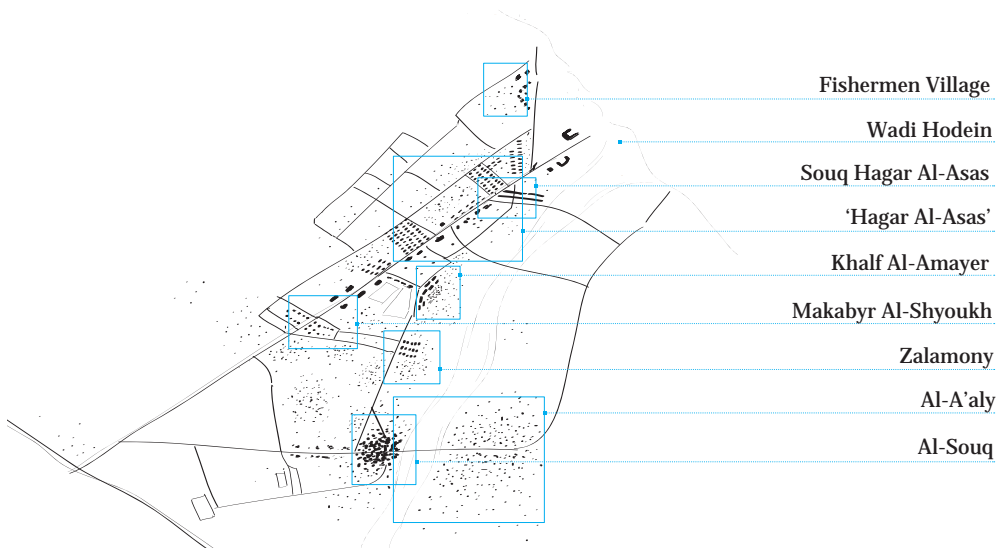 Fishermen Village
Wadi Hodein
Souq Hagar Al-Asas
‘Hagar Al-Asas’
Khalf Al-Amayer
Makabyr Al-Shyoukh
Zalamony
Al-A’aly
Al-Souq